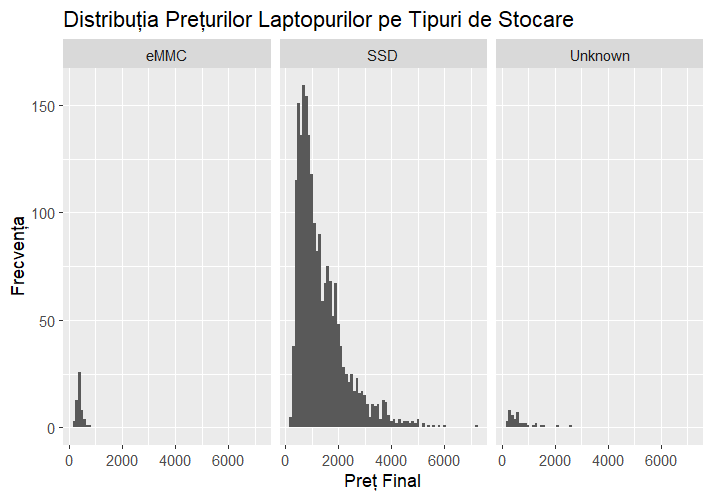 Distribuția Prețurilor Laptopurilor pe Tipuri de Stocare
eMMC SSD Unknown
Frecvența
150
100
50
0
0 2000 4000 6000 0 2000 4000 6000 0 2000 4000 6000
Preț Final